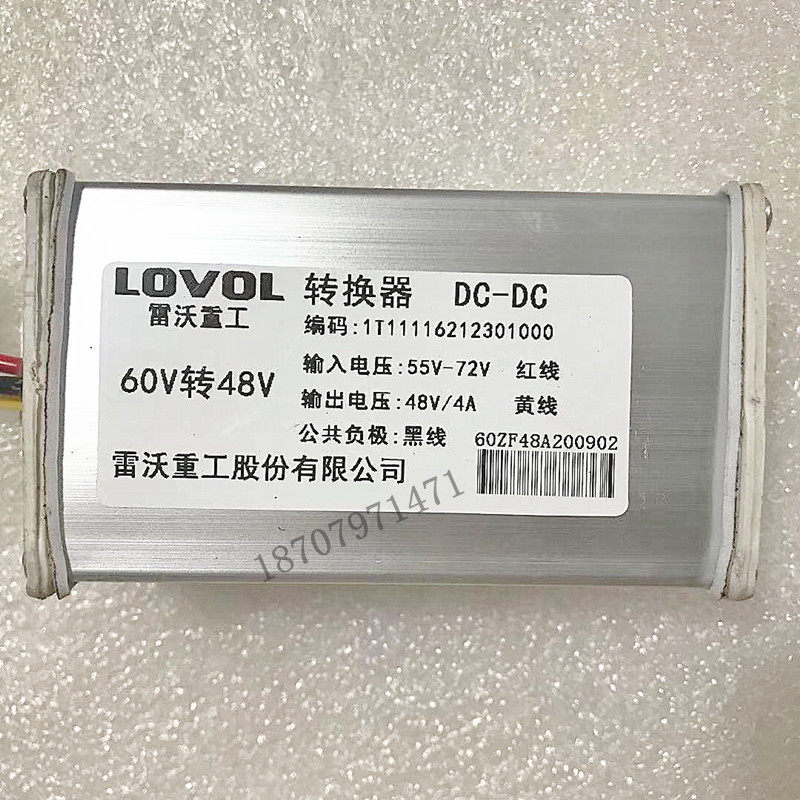 LOVOL 转换器 DC-DC
雷沃重工 编码:1T11116212301000
60V转48V
输入电压:55V-72V 红线
输出电压:48V/4A 黄线
公共负极:黑线 60ZF48A200902
雷沃重工股份有限公司
18707971471